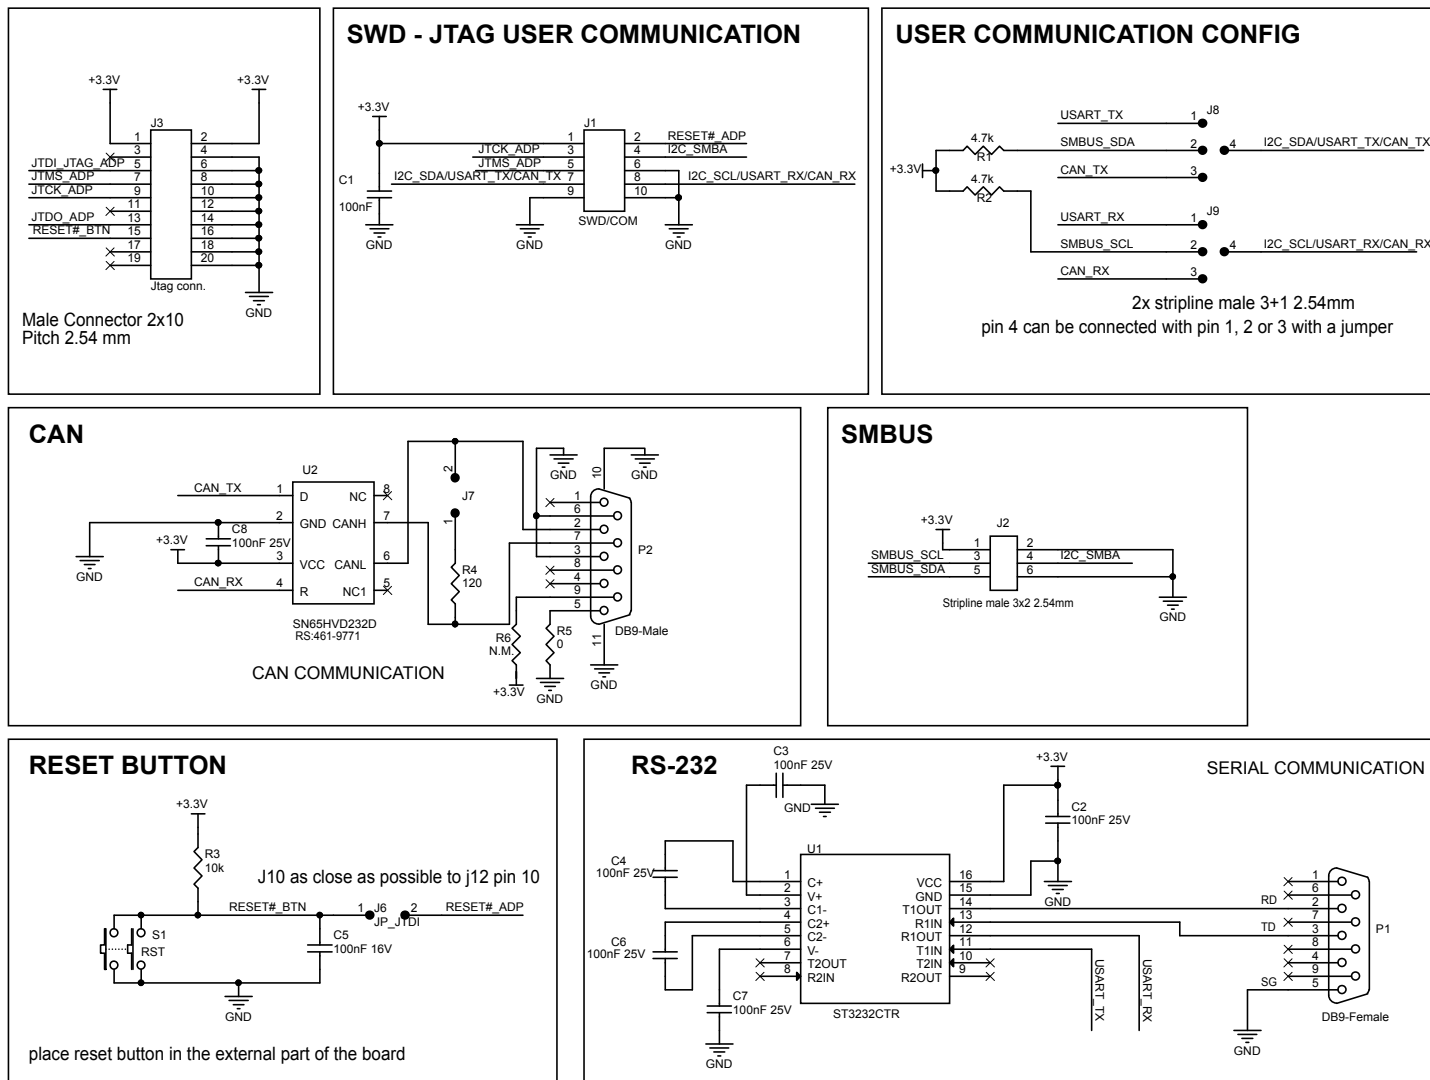 +3.3V +3.3V
J3
1 2
3 4
JTDI_JTAG_ADP 5 6
JTMS_ADP 7 8
JTCK_ADP 9 10
11 12
JTDO_ADP 13 14
RESET#_BTN 15 16
17 18
19 20
Jtag conn.
GND
Male Connector 2x10
Pitch 2.54 mm
SWD - JTAG USER COMMUNICATION
+3.3V
J1
1 2 RESET#_ADP
JTCK_ADP 3 4 I2C_SMBA
JTMS_ADP 5 6
I2C_SDA/USART_TX/CAN_TX 7 8 I2C_SCL/USART_RX/CAN_RX
9 10
C1
100nF
SWD/COM
GND GND GND
USER COMMUNICATION CONFIG
J8
USART_TX 1
4.7k
R1
SMBUS_SDA 2 4 I2C_SDA/USART_TX/CAN_TX
+3.3V
CAN_TX 3
4.7k
R2
J9
USART_RX 1
SMBUS_SCL 2 4 I2C_SCL/USART_RX/CAN_RX
CAN_RX 3
2x stripline male 3+1 2.54mm
pin 4 can be connected with pin 1, 2 or 3 with a jumper
CAN
U2
CAN_TX 1 D NC 8
2 GND CANH 7
C8
100nF 25V
+3.3V
3 VCC CANL 6
GND
CAN_RX 4 R NC1 5
SN65HVD232D
RS:461-9771
CAN COMMUNICATION
2
J7
1
R4
120
GND GND
10
1
6
2
7
3
8
4
9
5
P2
11
DB9-Male
R6
N.M.
R5
0
+3.3V
GND
GND
SMBUS
+3.3V
J2
1 2
SMBUS_SCL 3 4 I2C_SMBA
SMBUS_SDA 5 6
Stripline male 3x2 2.54mm
GND
RESET BUTTON
+3.3V
R3
10k
J10 as close as possible to j12 pin 10
RESET#_BTN 1 J6 2 RESET#_ADP
JP_JTDI
S1
RST
C5
100nF 16V
GND
place reset button in the external part of the board
RS-232
SERIAL COMMUNICATION
C3
100nF 25V
GND
+3.3V
C2
100nF 25V
GND
U1
C4
100nF 25V
C6
100nF 25V
C7
100nF 25V
GND
1 C+ VCC 16
2 V+ GND 15
3 C1- T1OUT 14
4 C2+ R1IN 13
5 C2- R1OUT 12
6 V- T1IN 11
7 T2OUT T2IN 10
8 R2IN R2OUT 9
ST3232CTR
USART_TX
USART_RX
1
6
RD 2
7
TD 3
8
4
9
SG 5
P1
DB9-Female
GND